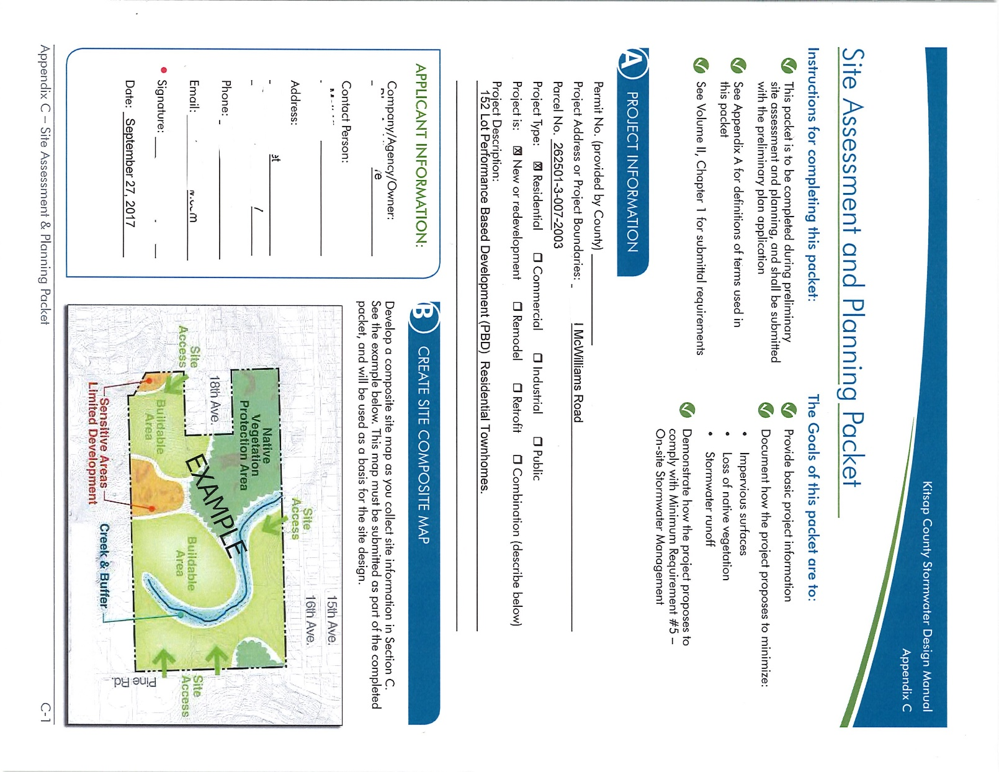 Kitsap County Stormwater Design Manual
Appendix C
Site Assessment and Planning Packet
Instructions for completing this packet:
This packet is to be completed during preliminary
site assessment and planning, and shall be submitted
with the preliminary plan application
See Appendix A for definitions of terms used in
this packet
See Volume II, Chapter 1 for submittal requirements
The Goals of this packet are to:
Provide basic project information
Document how the project proposes to minimize:
• Impervious surfaces
• Loss of native vegetation
• Stormwater runoff
Demonstrate how the project proposes to
comply with Minimum Requirement #5 –
On-site Stormwater Management
A PROJECT INFORMATION
Permit No. (provided by County)
Project Address or Project Boundaries: McWilliams Road
Parcel No. 262501-3-007-2003
Project Type: ☒ Residential ☐ Commercial ☐ Industrial ☐ Public
Project is: ☒ New or redevelopment ☐ Remodel ☐ Retrofit ☐ Combination (describe below)
Project Description:
152 Lot Performance Based Development (PBD) Residential Townhomes.
APPLICANT INFORMATION:
Company/Agency/Owner:
Contact Person:
Address:
Phone:
Email:
Signature:
Date: September 27, 2017
B CREATE SITE COMPOSITE MAP
Develop a composite site map as you collect site information in Section C.
See the example below. This map must be submitted as part of the completed
packet, and will be used as a basis for the site design.
15th Ave.
16th Ave.
Site
Access
Native
Vegetation
Protection Area
18th Ave.
EXAMPLE
Site
Access
Buildable
Area
Buildable
Area
Site
Access
Pine Rd.
Sensitive Areas
Limited Development
Creek & Buffer
Appendix C – Site Assessment & Planning Packet
C-1